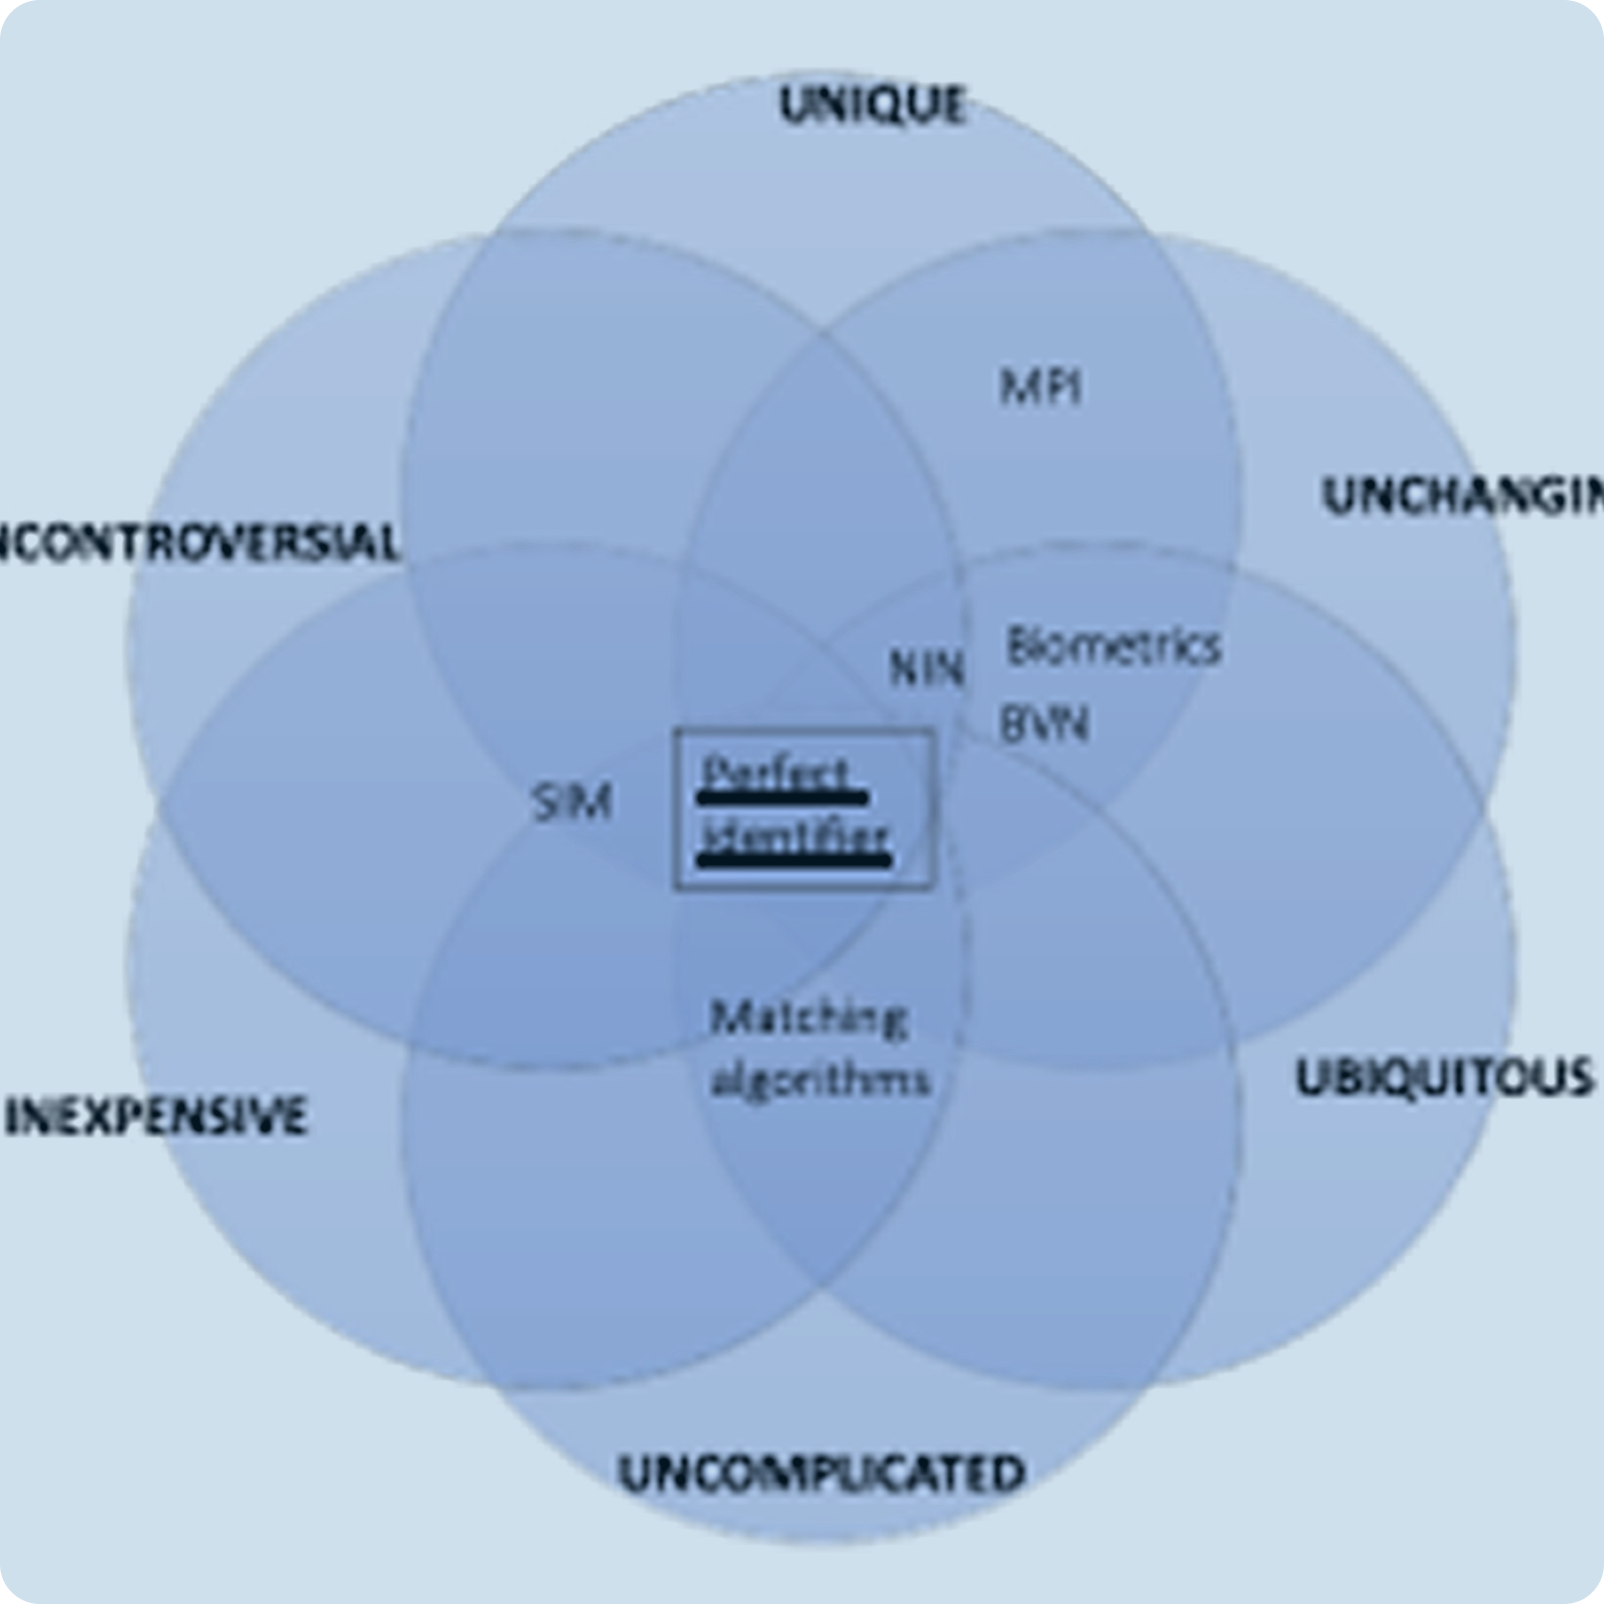 UNIQUE
MPI
UNCHANGIN
NCONTROVERSIAL
Biometrics
NIN
BVN
Perfect
identifier
SIM
Matching
algorithms
UBIQUITOUS
INEXPENSIVE
UNCOMPLICATED